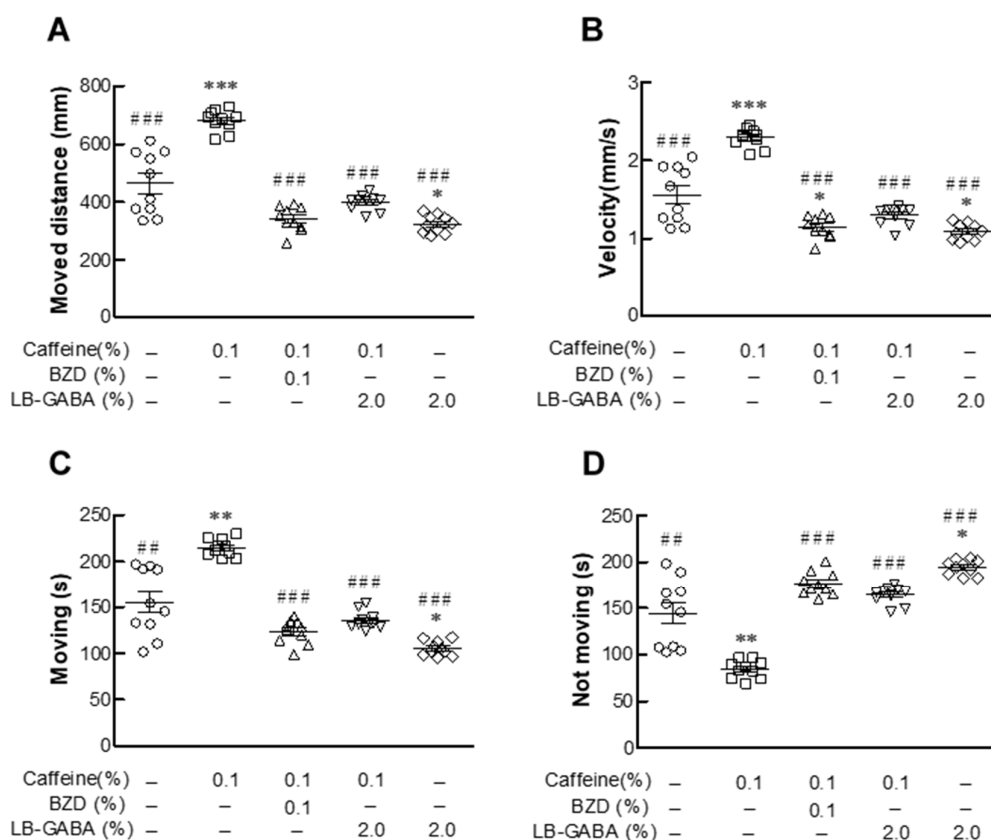 A
Moved distance (mm)
800
600
400
200
0
###
***
###
###
###
*
Caffeine(%) – 0.1 0.1 0.1 –
BZD (%) – – 0.1 – –
LB-GABA (%) – – – 2.0 2.0
B
Velocity(mm/s)
3
2
1
0
###
***
###
*
###
###
*
Caffeine(%) – 0.1 0.1 0.1 –
BZD (%) – – 0.1 – –
LB-GABA (%) – – – 2.0 2.0
C
Moving (s)
250
200
150
100
50
0
##
**
###
###
###
*
Caffeine(%) – 0.1 0.1 0.1 –
BZD (%) – – 0.1 – –
LB-GABA (%) – – – 2.0 2.0
D
Not moving (s)
250
200
150
100
50
0
##
**
###
###
###
*
Caffeine(%) – 0.1 0.1 0.1 –
BZD (%) – – 0.1 – –
LB-GABA (%) – – – 2.0 2.0